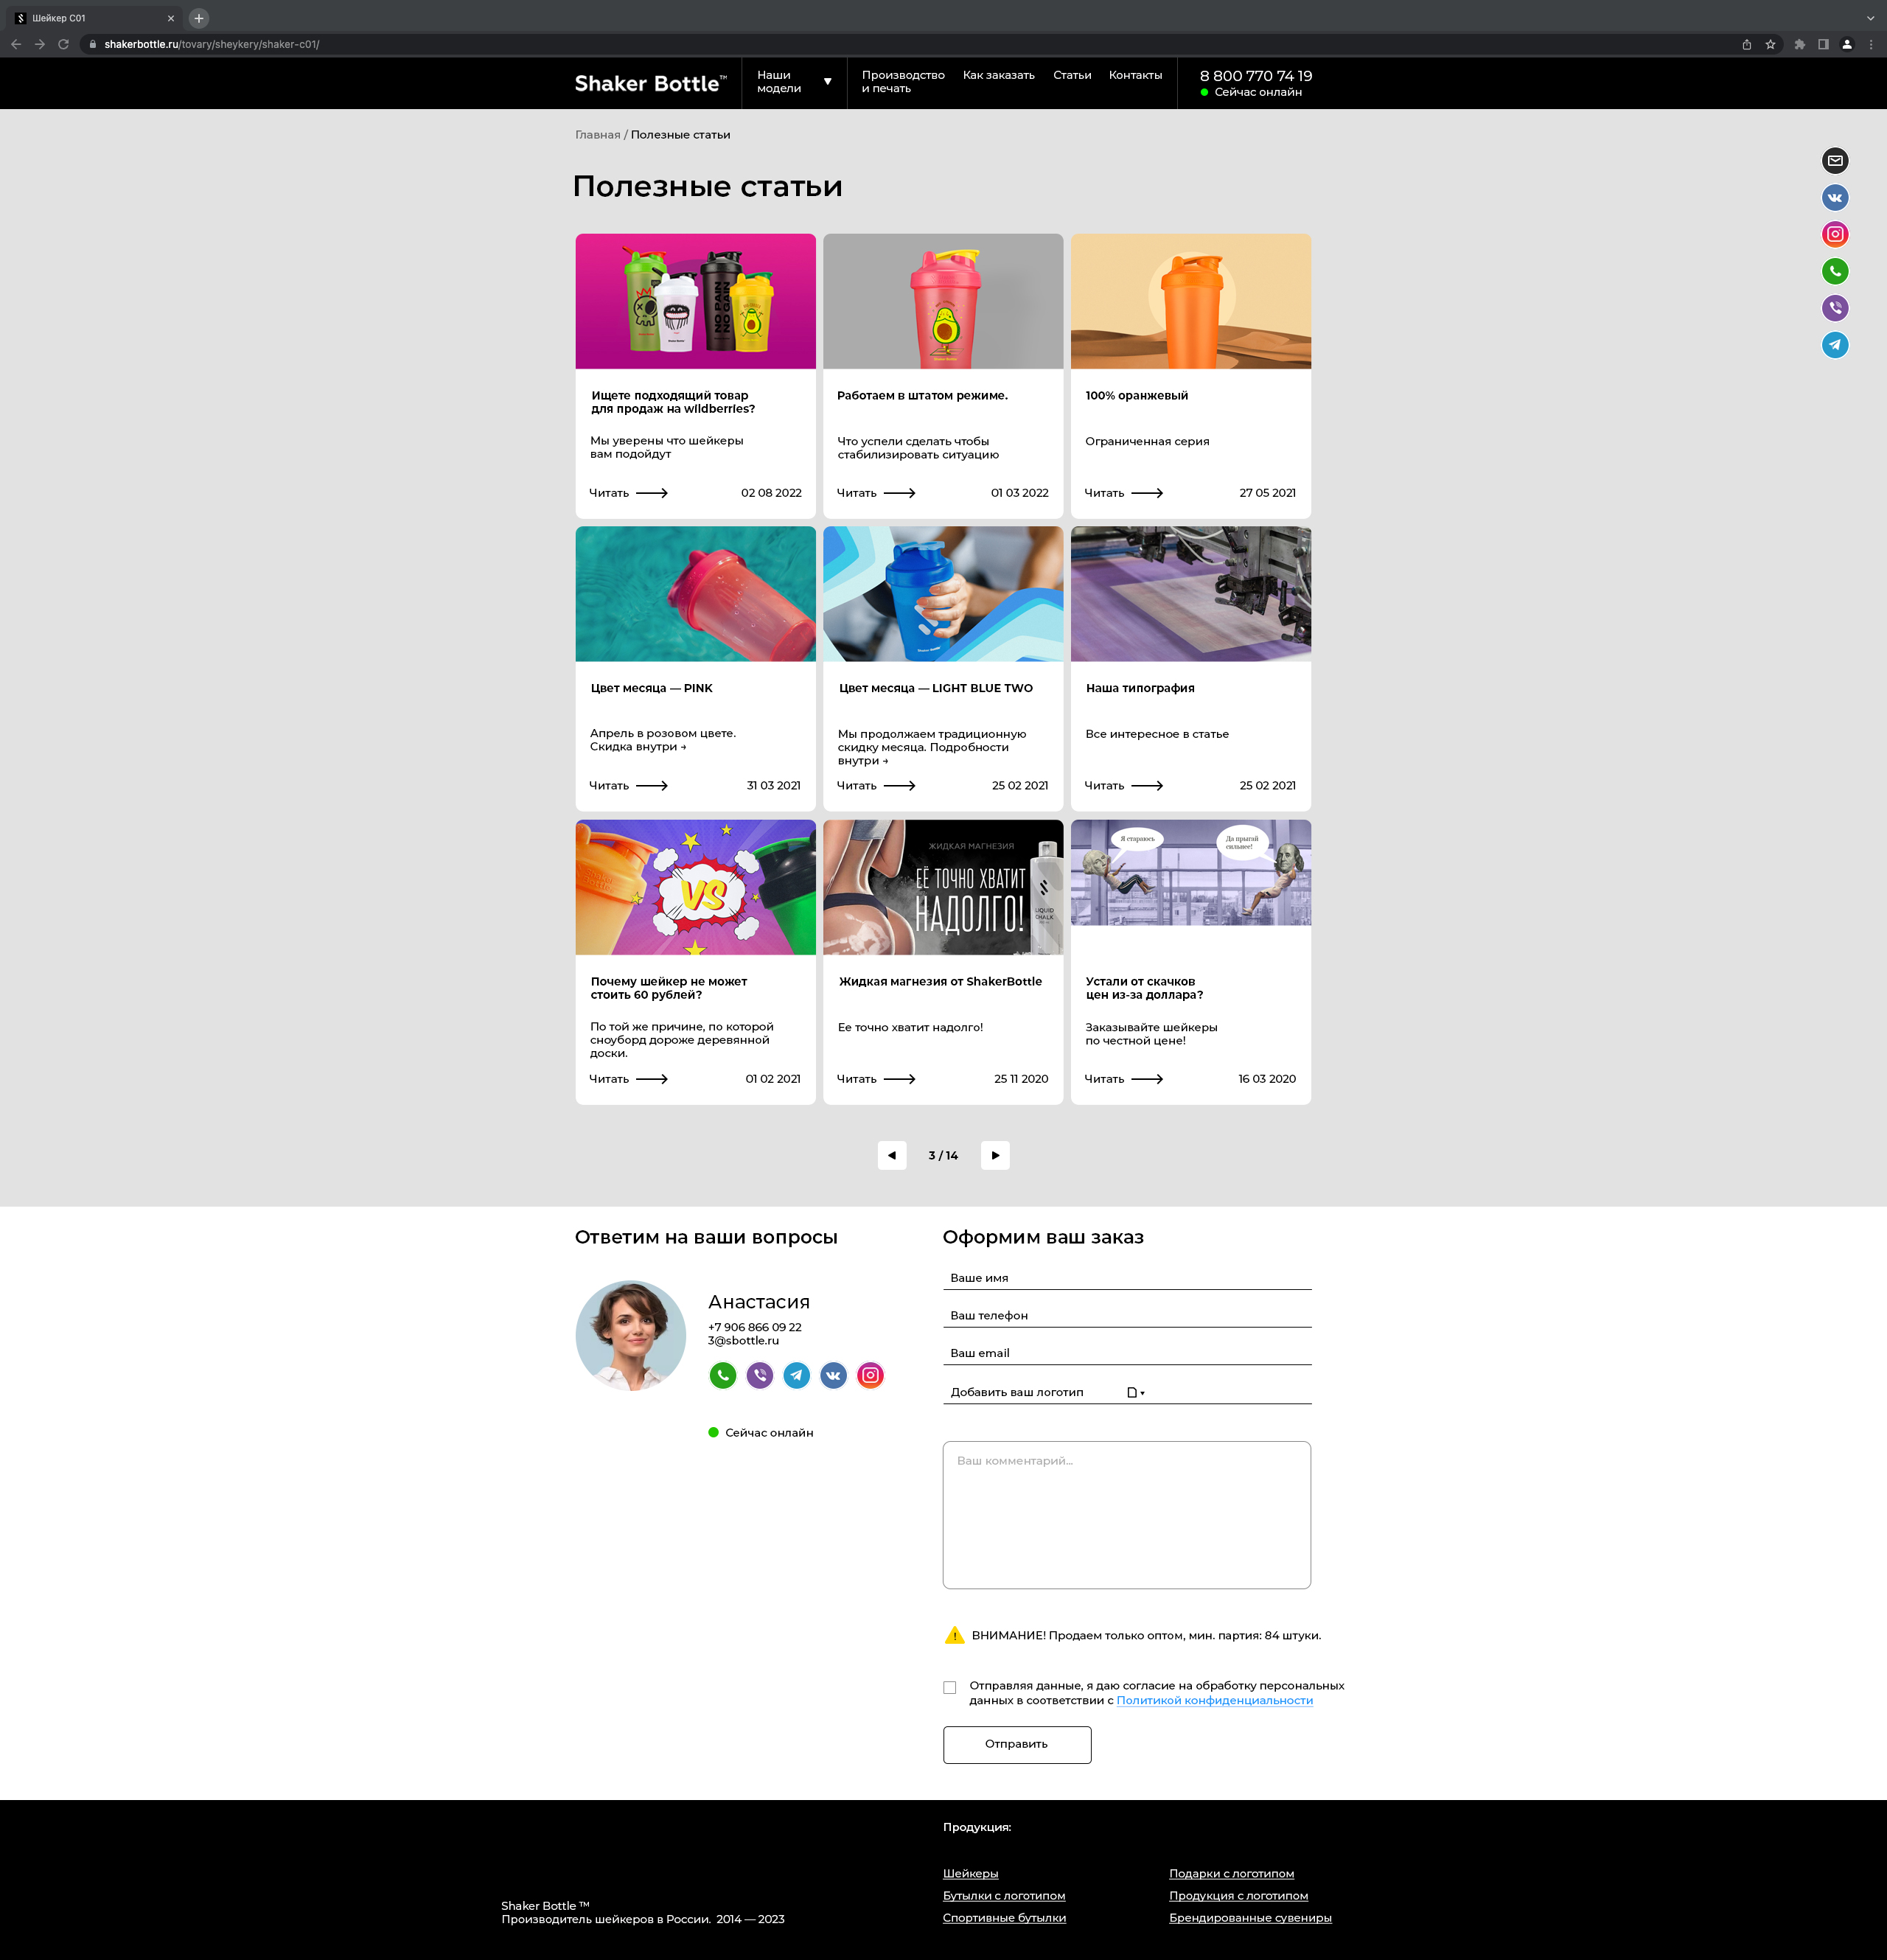 Шейкер C01
shakerbottle.ru/tovary/sheykery/shaker-c01/
Shaker Bottle™
Наши
модели
Производство
и печать
Как заказать
Статьи
Контакты
8 800 770 74 19
Сейчас онлайн
Главная / Полезные статьи
Полезные статьи
NO PAIN
NO GAIN
Ищете подходящий товар
для продаж на wildberries?
Мы уверены что шейкеры
вам подойдут
Читать
02 08 2022
Работаем в штатом режиме.
Что успели сделать чтобы
стабилизировать ситуацию
Читать
01 03 2022
100% оранжевый
Ограниченная серия
Читать
27 05 2021
Цвет месяца — PINK
Апрель в розовом цвете.
Скидка внутри →
Читать
31 03 2021
Shaker Bottle
Цвет месяца — LIGHT BLUE TWO
Мы продолжаем традиционную
скидку месяца. Подробности
внутри →
Читать
25 02 2021
Наша типография
Все интересное в статье
Читать
25 02 2021
VS
Почему шейкер не может
стоить 60 рублей?
По той же причине, по которой
сноуборд дороже деревянной
доски.
Читать
01 02 2021
ЖИДКАЯ МАГНЕЗИЯ
ЕЁ ТОЧНО ХВАТИТ
НАДОЛГО!
LIQUID
CHALK
Жидкая магнезия от ShakerBottle
Ее точно хватит надолго!
Читать
25 11 2020
Я стараюсь
Да прыгай
сильнее!
Устали от скачков
цен из-за доллара?
Заказывайте шейкеры
по честной цене!
Читать
16 03 2020
3 / 14
Ответим на ваши вопросы
Анастасия
+7 906 866 09 22
3@sbottle.ru
Сейчас онлайн
Оформим ваш заказ
Ваше имя
Ваш телефон
Ваш email
Добавить ваш логотип
Ваш комментарий...
ВНИМАНИЕ! Продаем только оптом, мин. партия: 84 штуки.
Отправляя данные, я даю согласие на обработку персональных
данных в соответствии с Политикой конфиденциальности
Отправить
Продукция:
Шейкеры
Бутылки с логотипом
Спортивные бутылки
Подарки с логотипом
Продукция с логотипом
Брендированные сувениры
Shaker Bottle ™
Производитель шейкеров в России. 2014 — 2023